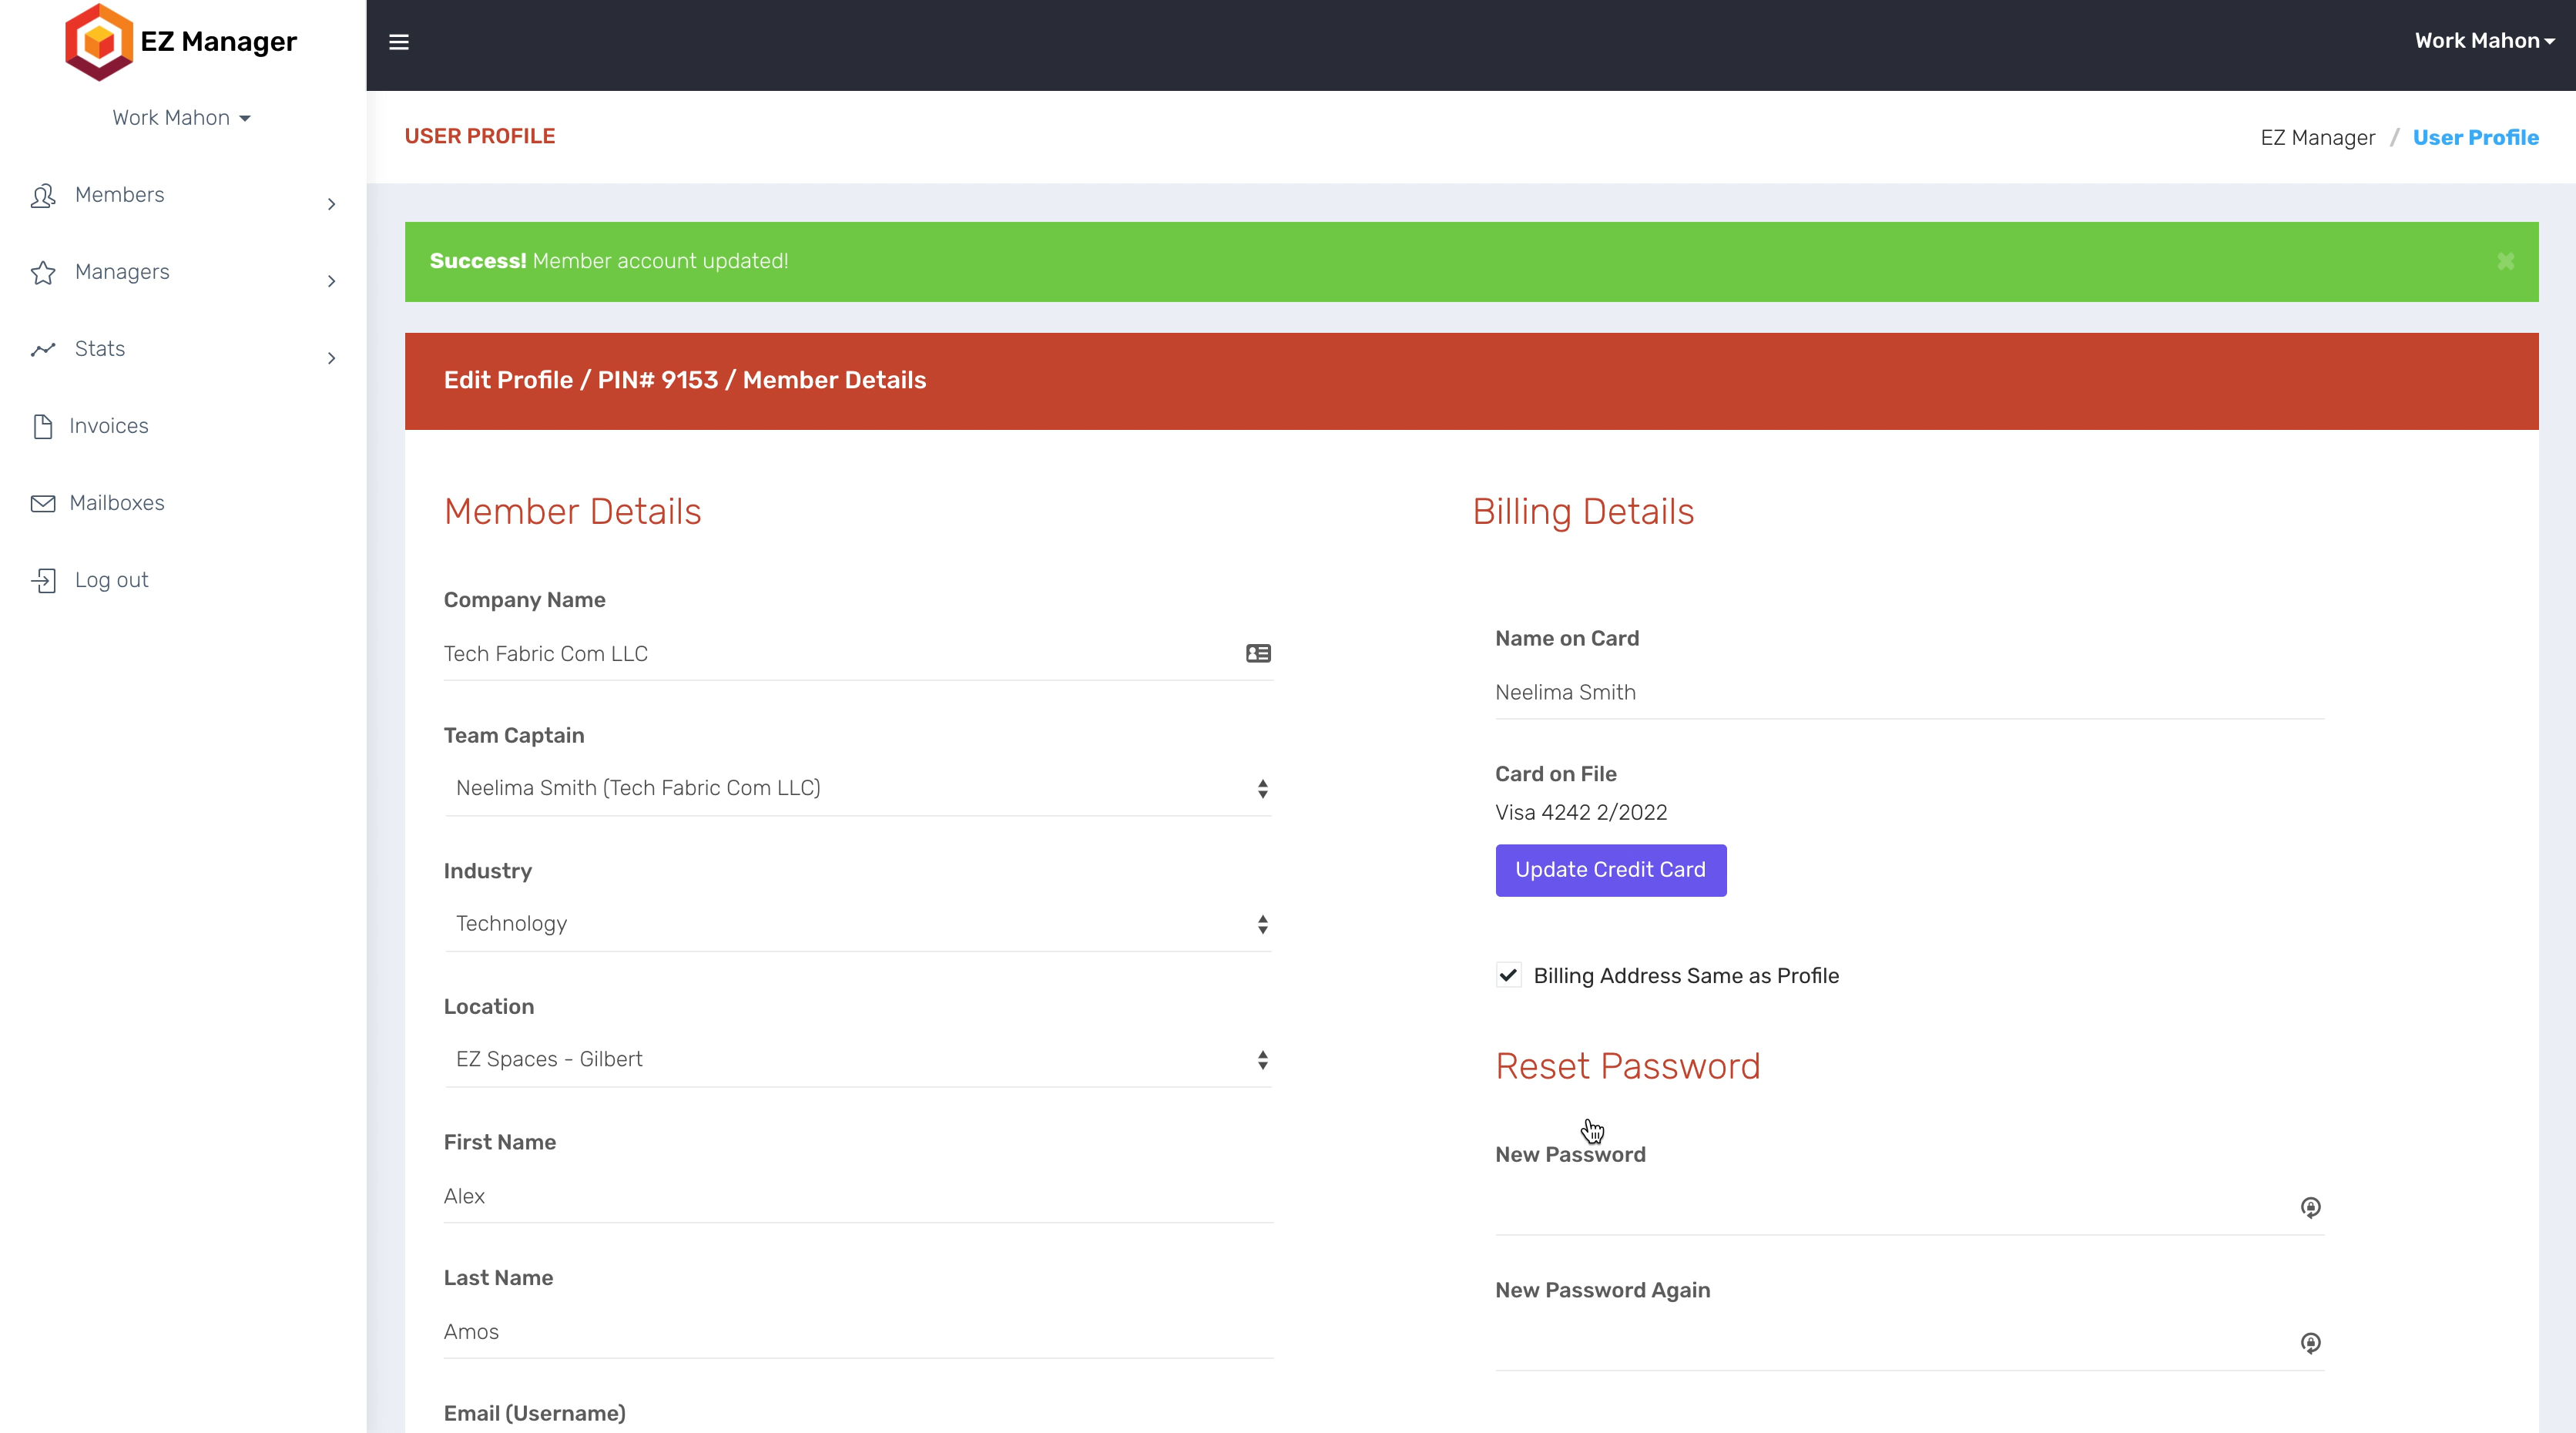 EZ Manager
Work Mahon
Work Mahon
Members
Managers
Stats
Invoices
Mailboxes
Log out
USER PROFILE
EZ Manager / User Profile
Success! Member account updated!
Edit Profile / PIN# 9153 / Member Details
Member Details
Company Name
Tech Fabric Com LLC
Team Captain
Neelima Smith (Tech Fabric Com LLC)
Industry
Technology
Location
EZ Spaces - Gilbert
First Name
Alex
Last Name
Amos
Email (Username)
Billing Details
Name on Card
Neelima Smith
Card on File
Visa 4242 2/2022
Update Credit Card
Billing Address Same as Profile
Reset Password
New Password
New Password Again